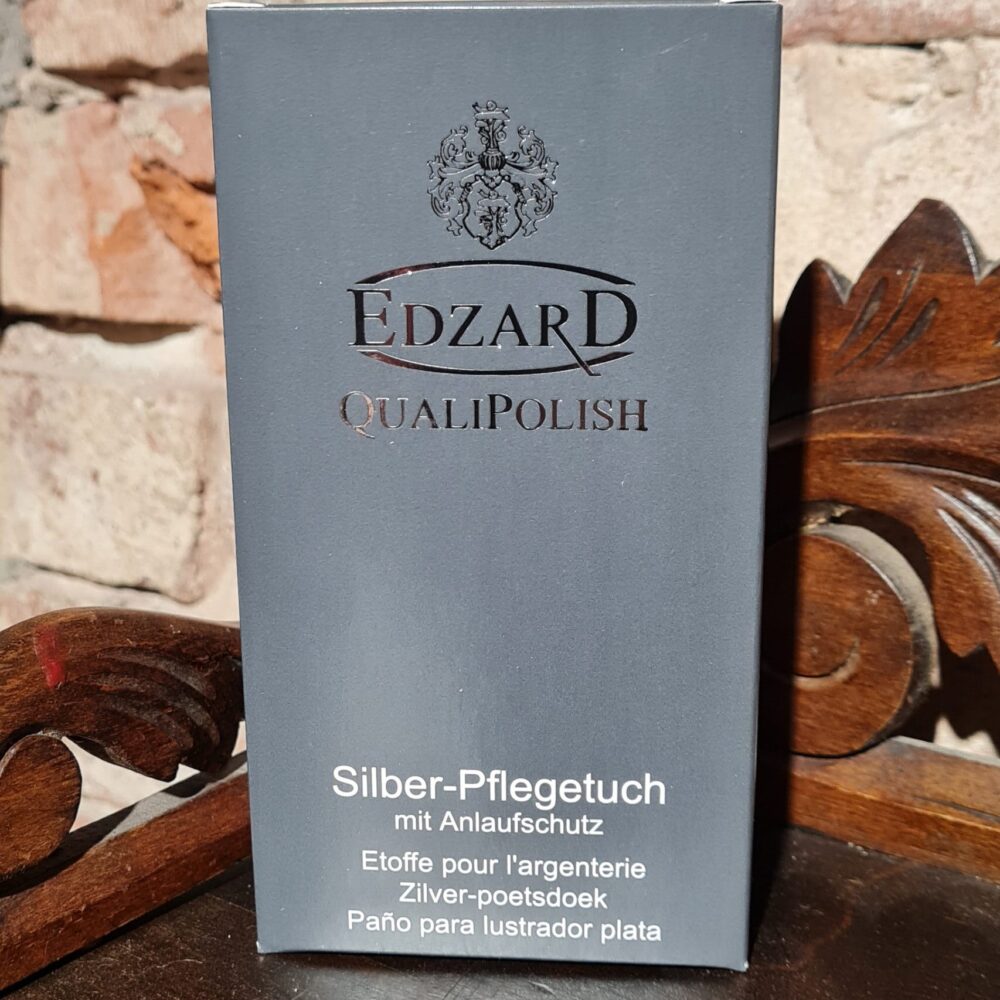 EDZARD
QUALIPOLISH
Silber-Pflegetuch
mit Anlaufschutz
Etoffe pour l'argenterie
Zilver-poetsdoek
Paño para lustrador plata